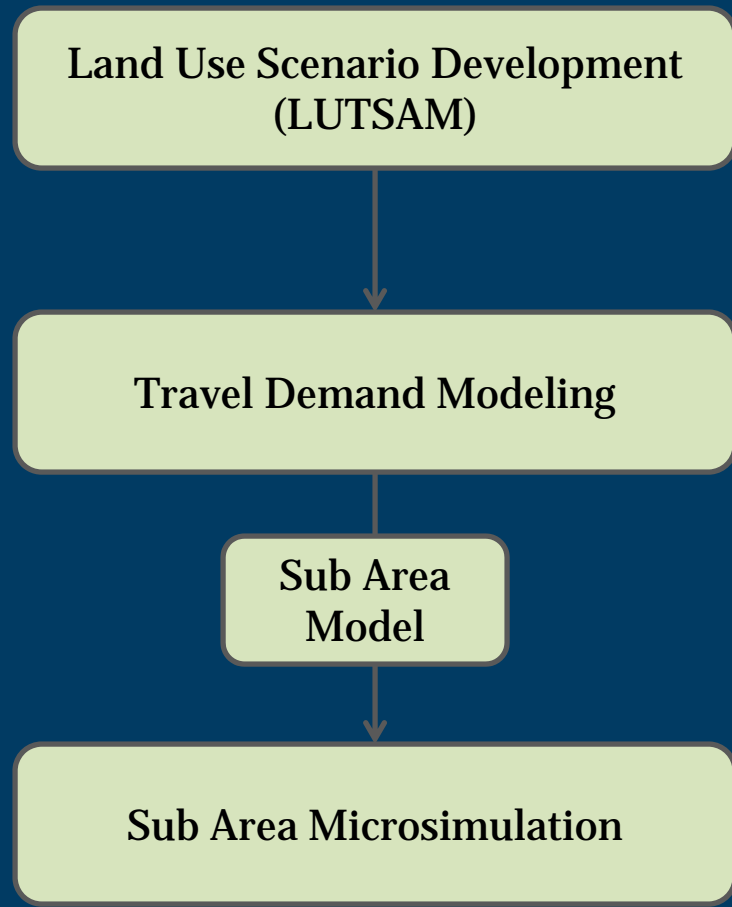 Land Use Scenario Development
(LUTSAM)
Travel Demand Modeling
Sub Area
Model
Sub Area Microsimulation